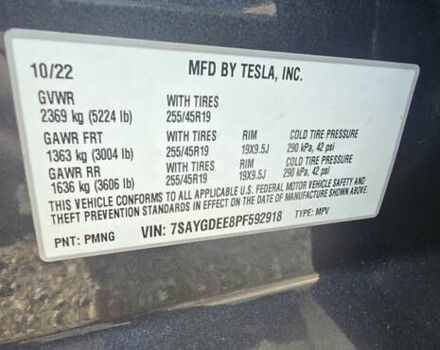 10/22 MFD BY TESLA, INC.
GVWR WITH TIRES
2369 kg (5224 lb) 255/45R19
GAWR FRT WITH TIRES RIM COLD TIRE PRESSURE
1363 kg (3004 lb) 255/45R19 19X9.5J 290 kPa, 42 psi
GAWR RR WITH TIRES RIM COLD TIRE PRESSURE
1636 kg (3606 lb) 255/45R19 19X9.5J 290 kPa, 42 psi
THIS VEHICLE CONFORMS TO ALL APPLICABLE U.S. FEDERAL MOTOR VEHICLE SAFETY AND
THEFT PREVENTION STANDARDS IN EFFECT ON THE DATE OF MANUFACTURE SHOWN ABOVE.
PNT: PMNG VIN: 7SAYGDEE8PF592918 TYPE: MPV